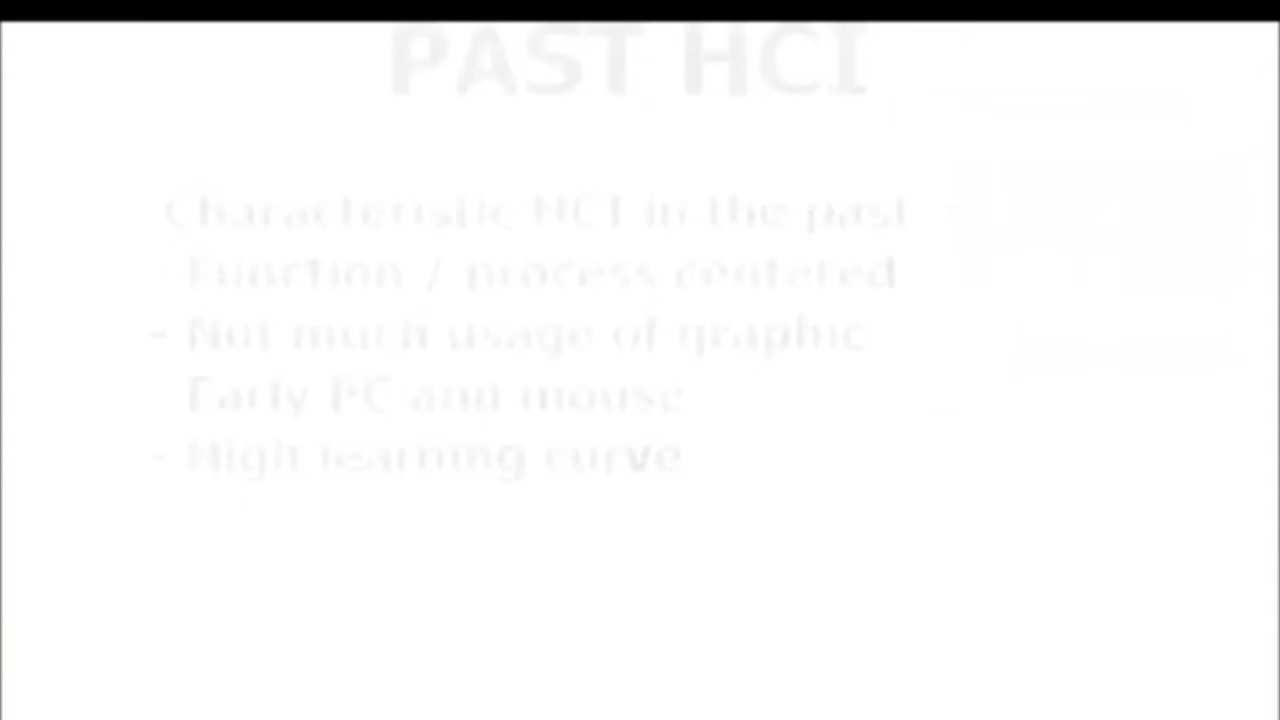 PAST HCI
Characteristic HCI in the past
- Function / process centered
- Not much usage of graphic
Early PC and mouse
- High learning curve